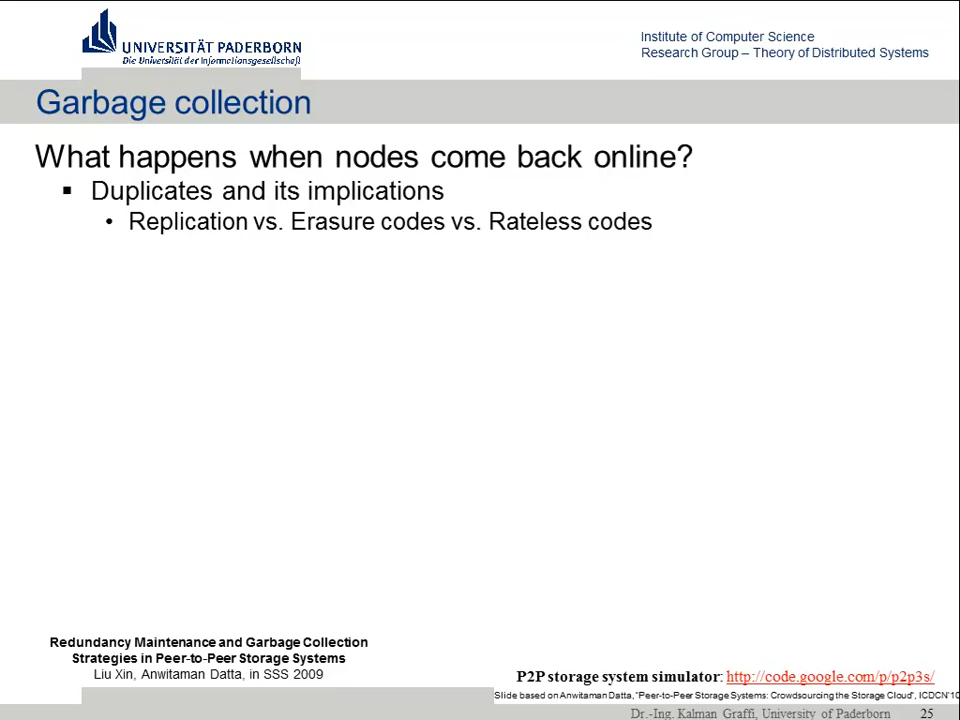 UNIVERSITÄT PADERBORN
Die Universität der Informationsgesellschaft
Institute of Computer Science
Research Group – Theory of Distributed Systems
Garbage collection
What happens when nodes come back online?
▪ Duplicates and its implications
• Replication vs. Erasure codes vs. Rateless codes
Redundancy Maintenance and Garbage Collection
Strategies in Peer-to-Peer Storage Systems
Liu Xin, Anwitaman Datta, in SSS 2009
P2P storage system simulator: http://code.google.com/p/p2p3s/
Slide based on Anwitaman Datta, "Peer-to-Peer Storage Systems: Crowdsourcing the Storage Cloud", ICDCN'10
Dr.-Ing. Kalman Graffi, University of Paderborn 25